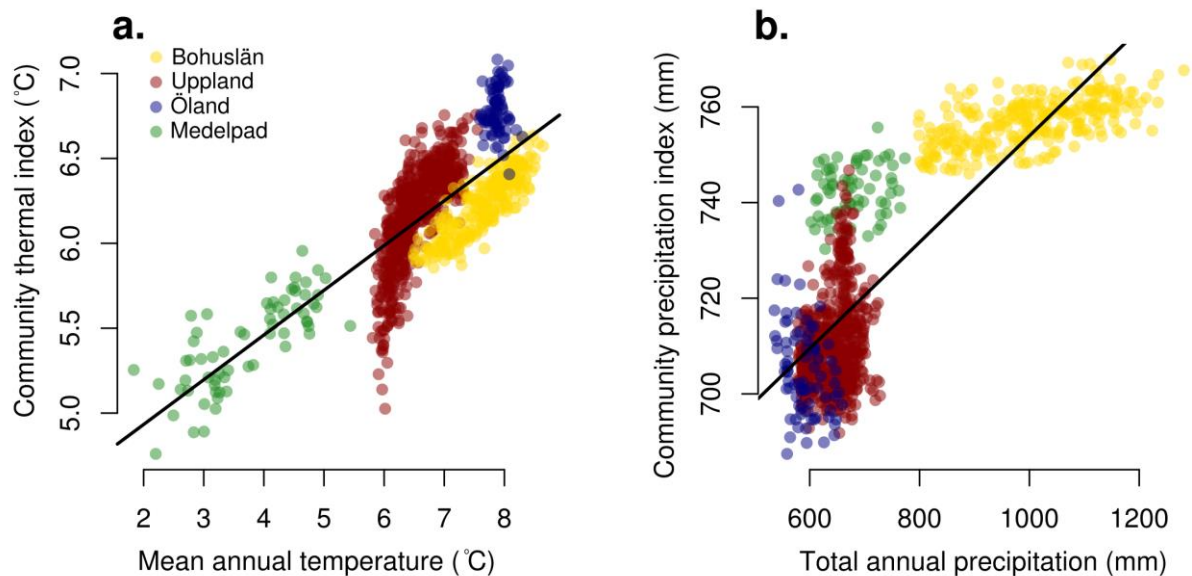 a.
Bohuslän
Uppland
Öland
Medelpad
Community thermal index (°C)
7.0
6.5
6.0
5.5
5.0
2 3 4 5 6 7 8
Mean annual temperature (°C)
b.
Community precipitation index (mm)
760
740
720
700
600 800 1000 1200
Total annual precipitation (mm)